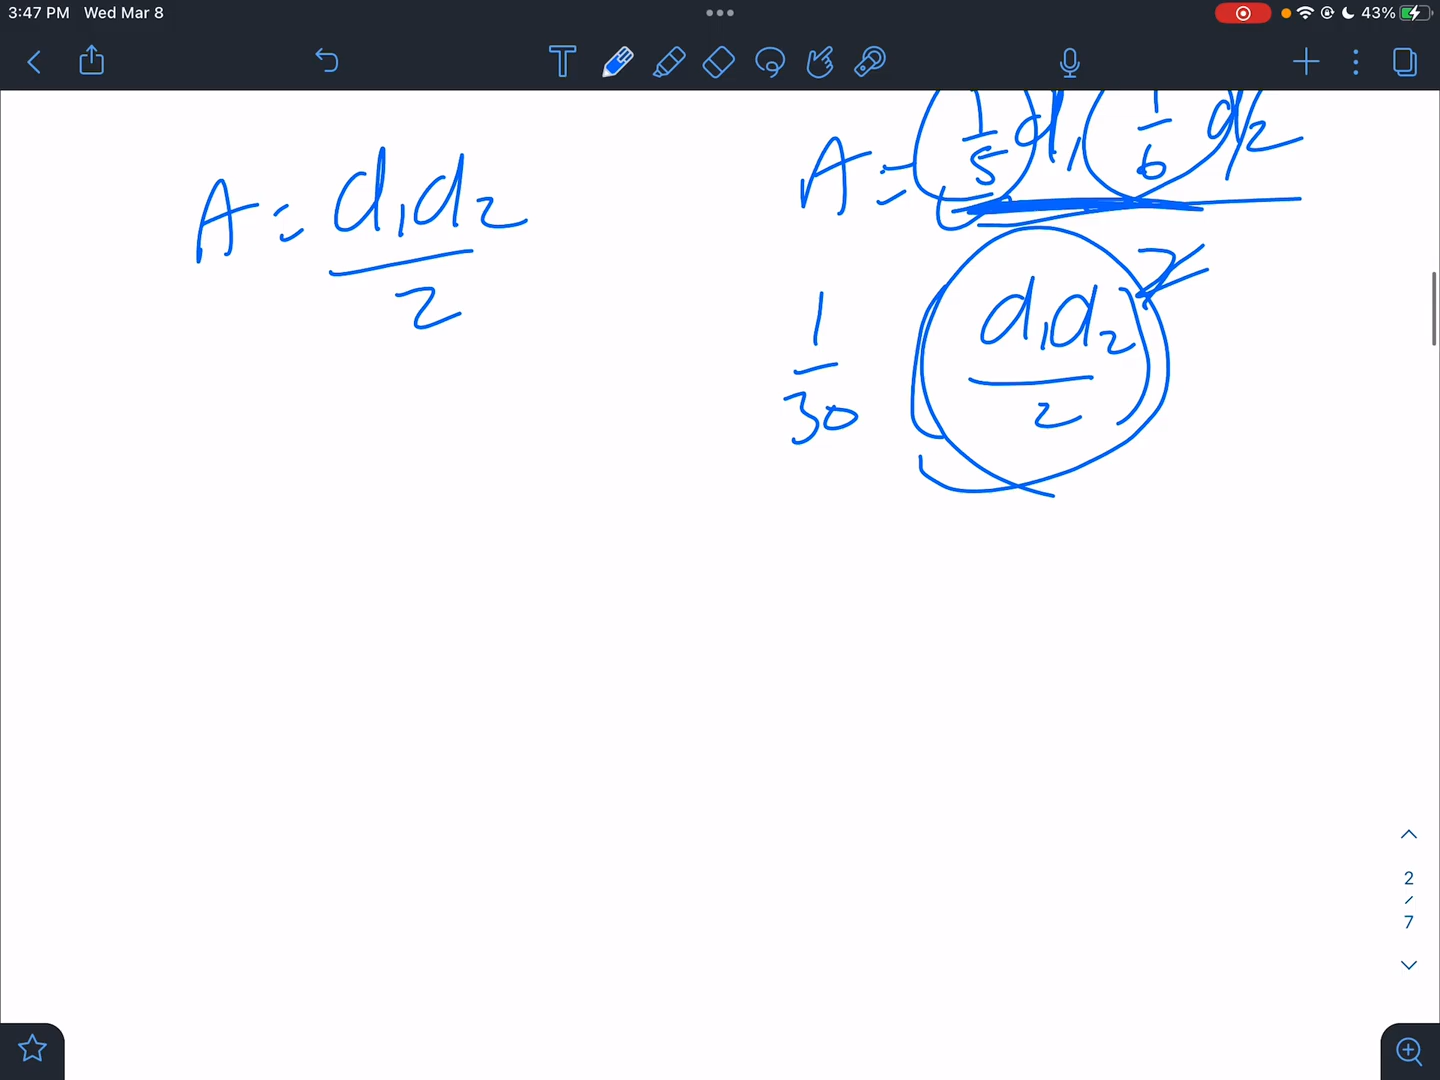 3:47 PM Wed Mar 8
43%
A = d₁d₂
2
A = 1/5 d₁ 1/6 d₂
2
1/30 ( d₁d₂
2 )
2
/
7